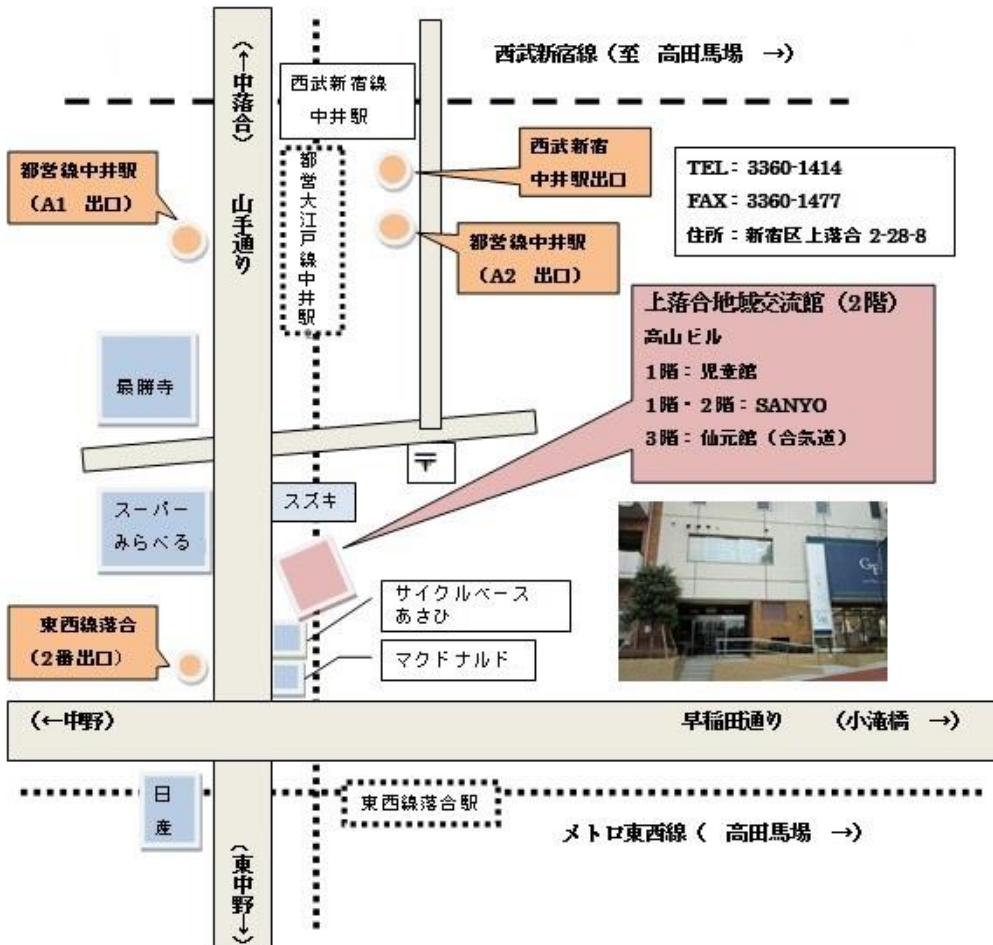 西武新宿線（至　高田馬場　→）
（←中落合）
西武新宿線
中井駅
都営線中井駅
（A1　出口）
山手通り
都営大江戸線中井駅
西武新宿
中井駅出口
都営線中井駅
（A2　出口）
TEL：3360-1414
FAX：3360-1477
住所：新宿区上落合 2-28-8
上落合地域交流館（2階）
高山ビル
1階：児童館
1階・2階：SANYO
3階：仙元館（合気道）
最勝寺
〒
スズキ
スーパー
みらべる
サイクルベース
あさひ
マクドナルド
東西線落合
（2番出口）
（←中野）
早稲田通り　（小滝橋　→）
日産
東西線落合駅
メトロ東西線（　高田馬場　→）
（東中野→）